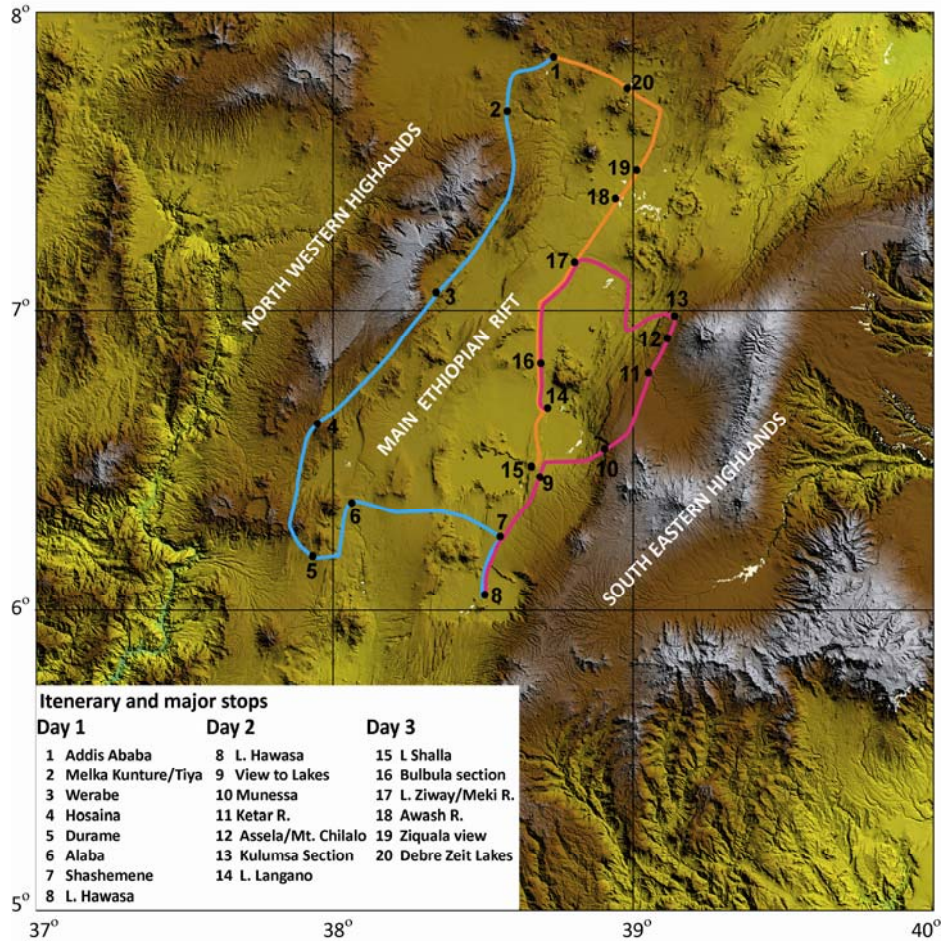 8°
1
20
2
19
18
NORTH WESTERN HIGHALNDS
17
3
13
7°
12
MAIN ETHIOPIAN RIFT
16
11
14
4
15
9
10
6
7
SOUTH EASTERN HIGHLANDS
5
8
6°
Itenerary and major stops
Day 1
1 Addis Ababa
2 Melka Kunture/Tiya
3 Werabe
4 Hosaina
5 Durame
6 Alaba
7 Shashemene
8 L. Hawasa
Day 2
8 L. Hawasa
9 View to Lakes
10 Munessa
11 Ketar R.
12 Assela/Mt. Chilalo
13 Kulumsa Section
14 L. Langano
Day 3
15 L Shalla
16 Bulbula section
17 L. Ziway/Meki R.
18 Awash R.
19 Ziquala view
20 Debre Zeit Lakes
5°
37°
38°
39°
40°